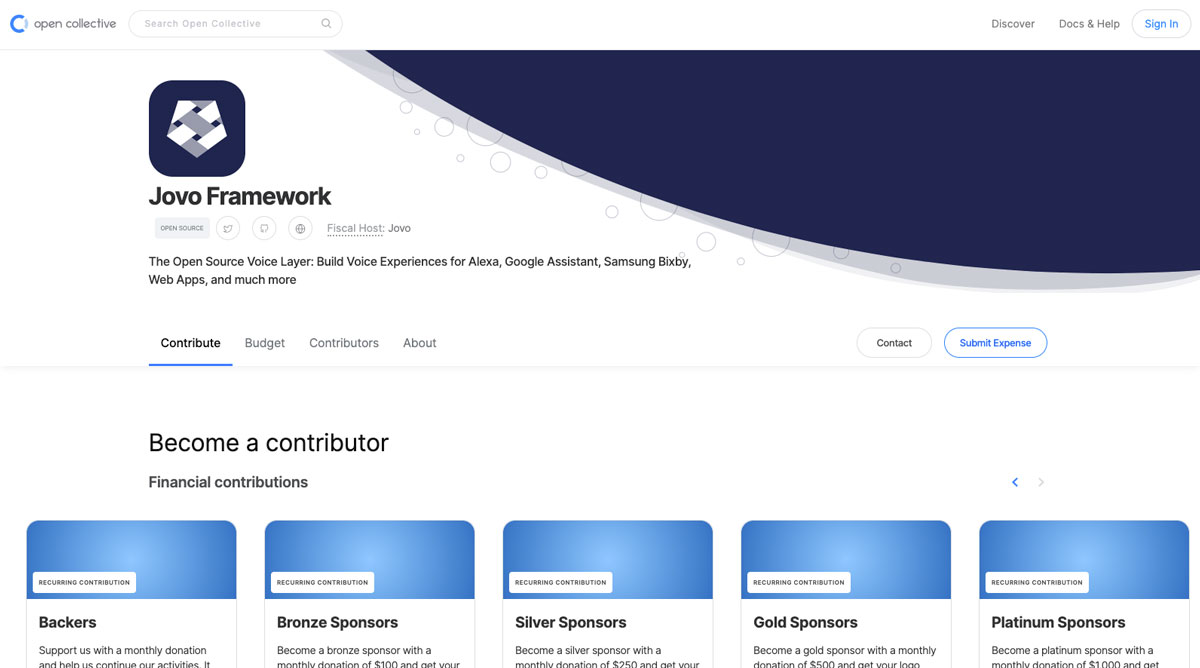 open collective
Search Open Collective
Discover
Docs & Help
Sign In
Jovo Framework
OPEN SOURCE
Fiscal Host: Jovo
The Open Source Voice Layer: Build Voice Experiences for Alexa, Google Assistant, Samsung Bixby,
Web Apps, and much more
Contribute
Budget
Contributors
About
Contact
Submit Expense
Become a contributor
Financial contributions
RECURRING CONTRIBUTION
Backers
Support us with a monthly donation
and help us continue our activities. It
RECURRING CONTRIBUTION
Bronze Sponsors
Become a bronze sponsor with a
monthly donation of $100 and get your
RECURRING CONTRIBUTION
Silver Sponsors
Become a silver sponsor with a
monthly donation of $250 and get your
RECURRING CONTRIBUTION
Gold Sponsors
Become a gold sponsor with a monthly
donation of $500 and get your logo
RECURRING CONTRIBUTION
Platinum Sponsors
Become a platinum sponsor with a
monthly donation of $1,000 and get